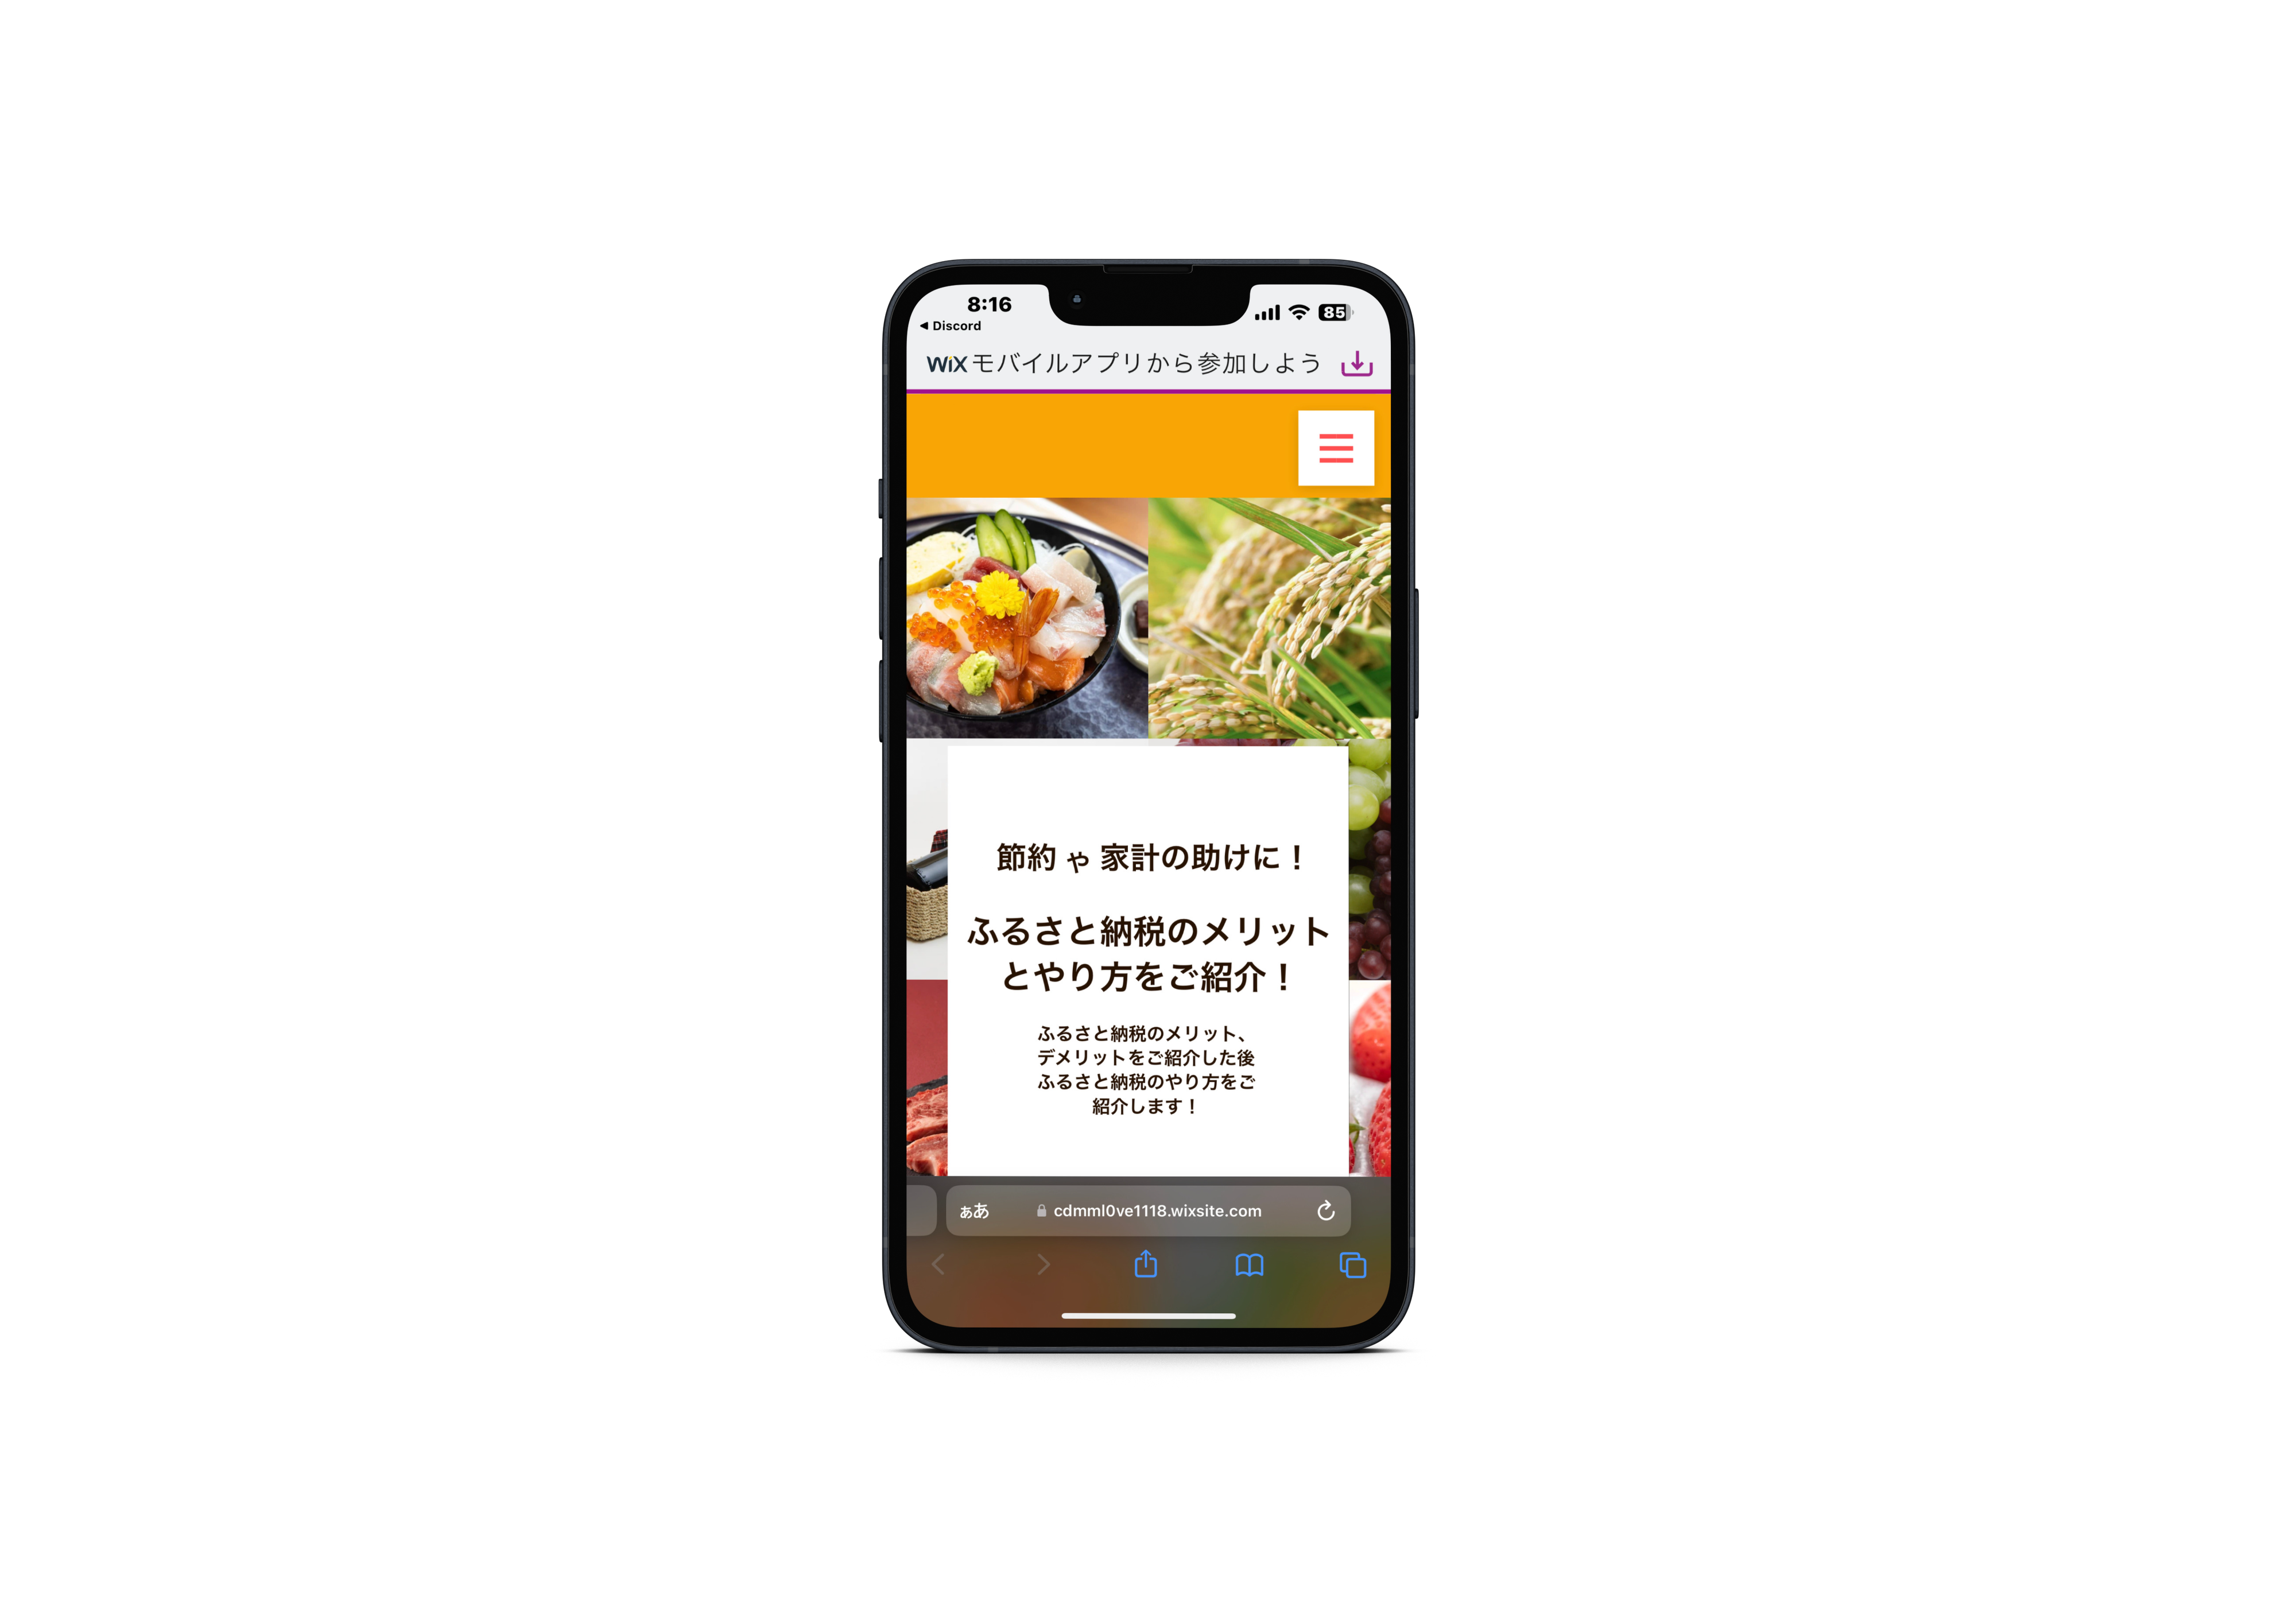 8:16
85
◀ Discord
WiX モバイルアプリから参加しよう
節約 や 家計の助けに！
ふるさと納税のメリット
とやり方をご紹介！
ふるさと納税のメリット、
デメリットをご紹介した後
ふるさと納税のやり方をご
紹介します！
ぁあ cdmml0ve1118.wixsite.com